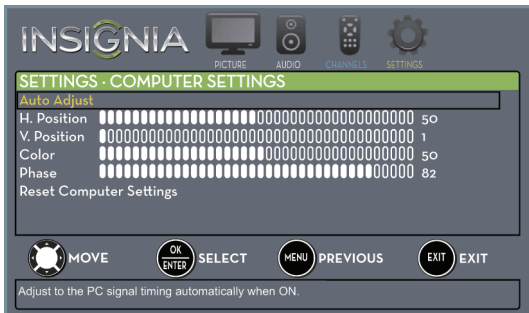 INSIGNIA
PICTURE AUDIO CHANNELS SETTINGS
SETTINGS · COMPUTER SETTINGS
Auto Adjust
H. Position 50
V. Position 1
Color 50
Phase 82
Reset Computer Settings
MOVE OK ENTER SELECT MENU PREVIOUS EXIT EXIT
Adjust to the PC signal timing automatically when ON.